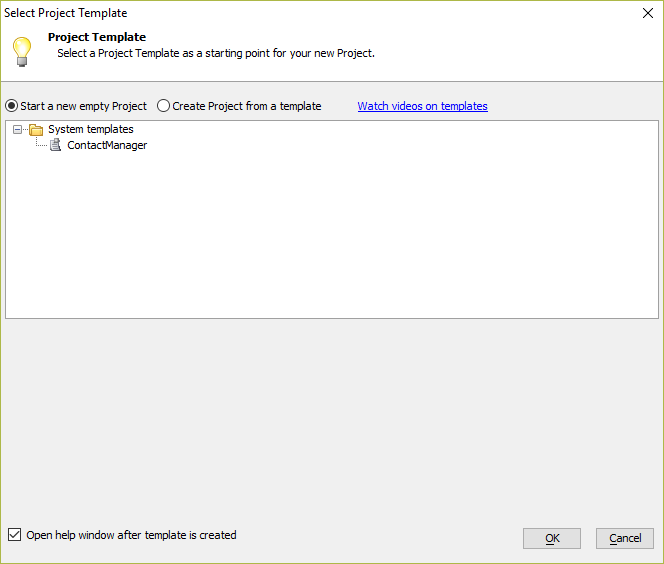 Select Project Template
Project Template
Select a Project Template as a starting point for your new Project.
Start a new empty Project Create Project from a template Watch videos on templates
System templates
ContactManager
Open help window after template is created
OK Cancel